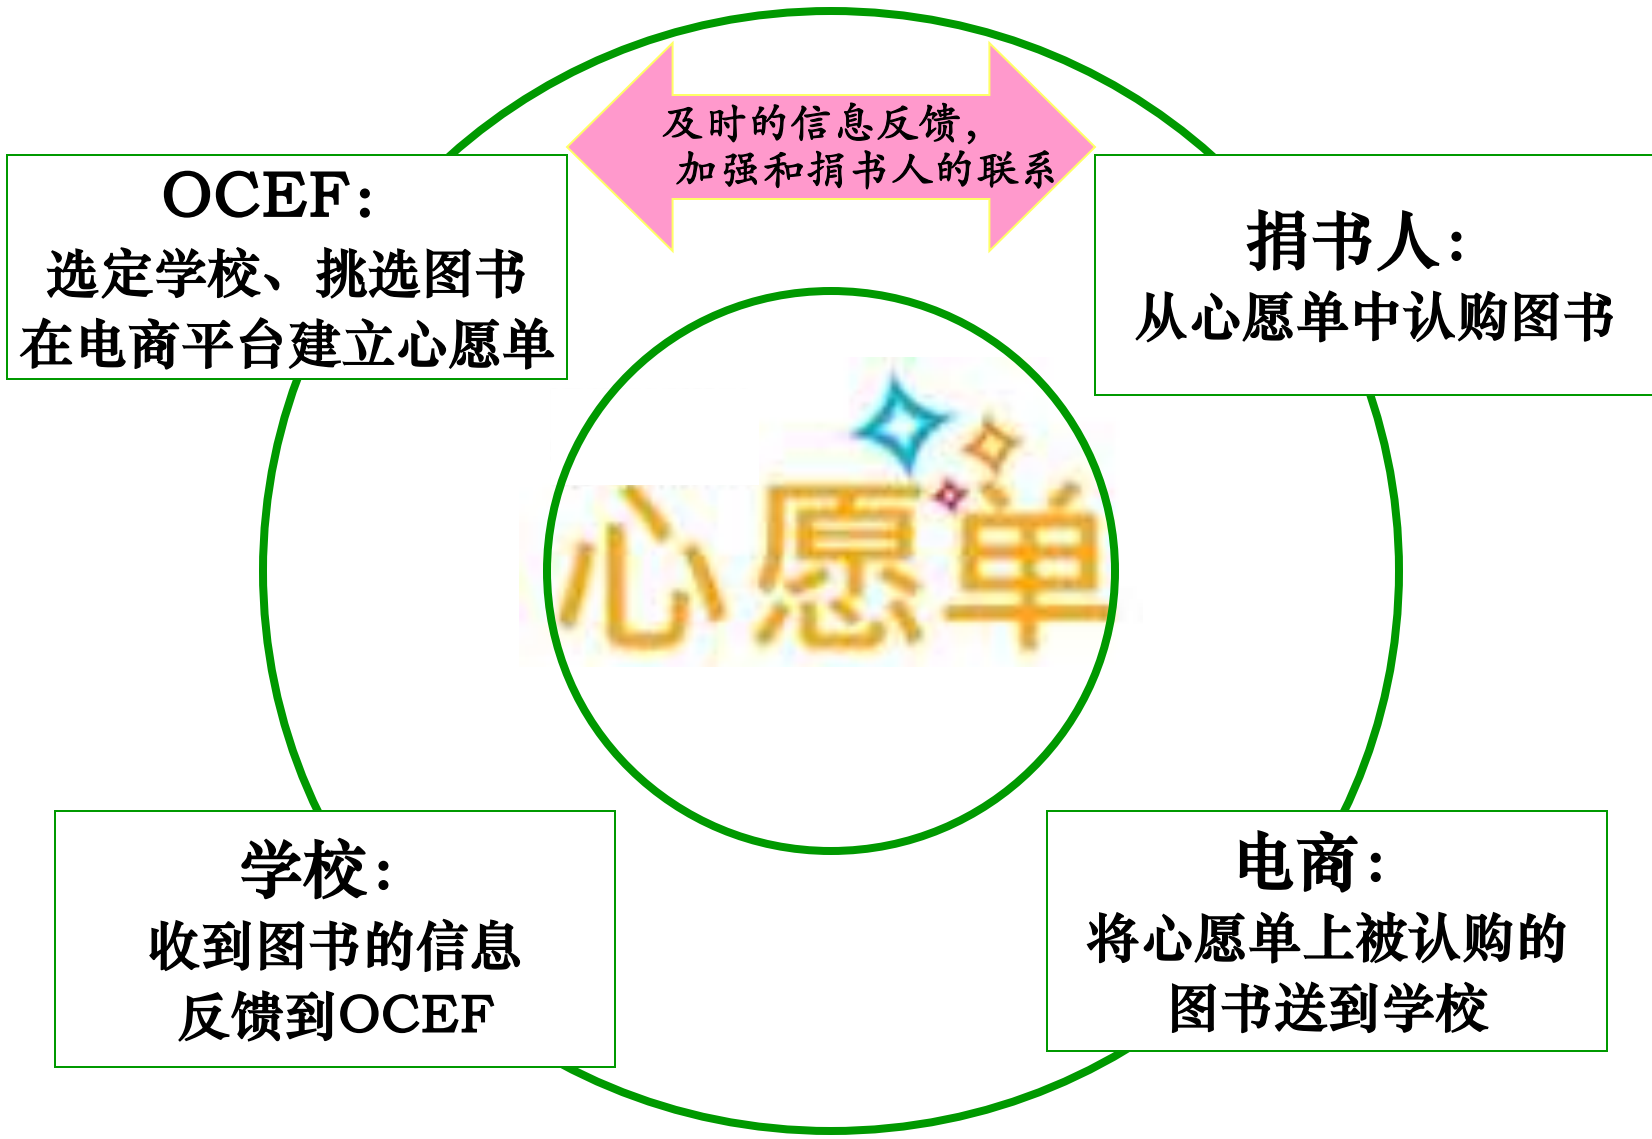 及时的信息反馈，
加强和捐书人的联系
OCEF：
选定学校、挑选图书
在电商平台建立心愿单
捐书人：
从心愿单中认购图书
心愿单
学校：
收到图书的信息
反馈到OCEF
电商：
将心愿单上被认购的
图书送到学校